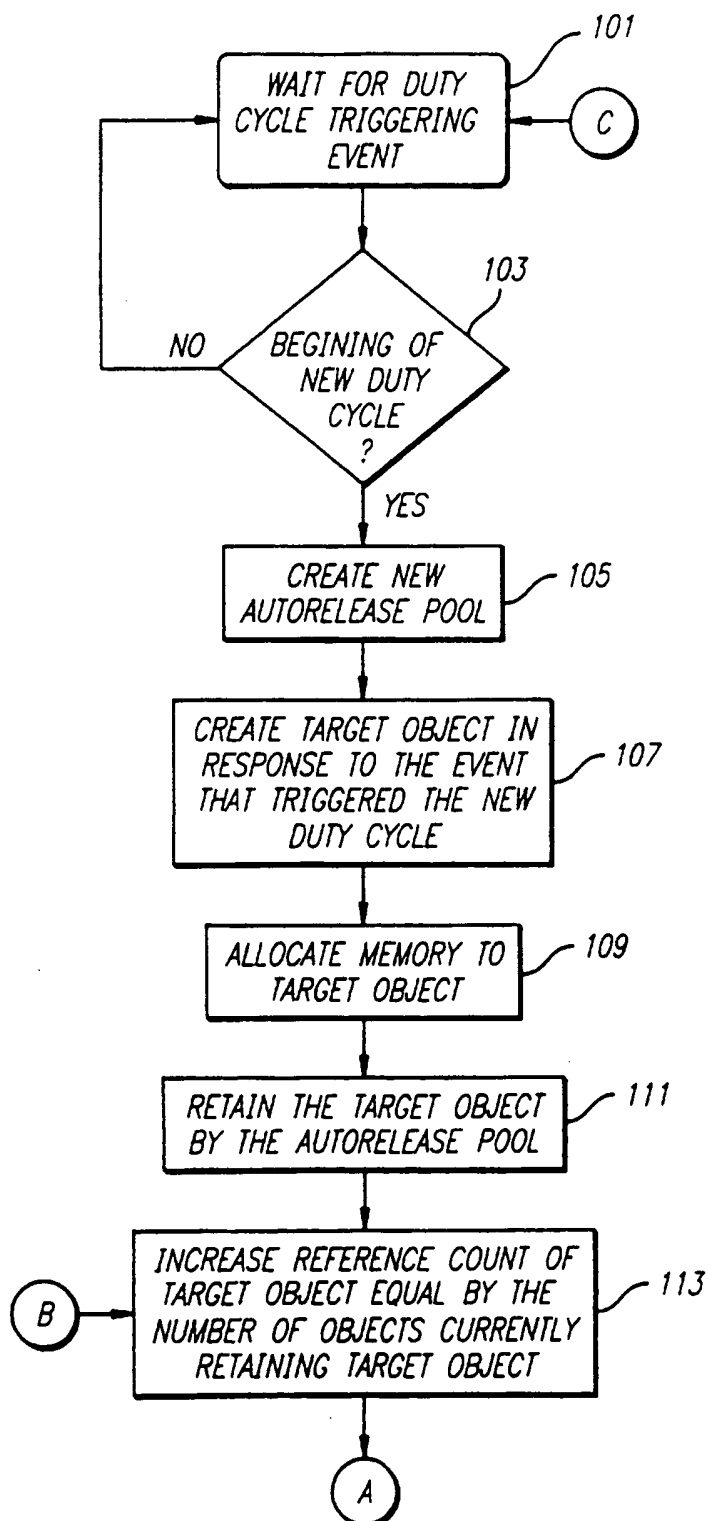 101
WAIT FOR DUTY
CYCLE TRIGGERING
EVENT
C
103
NO
BEGINING OF
NEW DUTY
CYCLE
?
YES
CREATE NEW
AUTORELEASE POOL
105
CREATE TARGET OBJECT IN
RESPONSE TO THE EVENT
THAT TRIGGERED THE NEW
DUTY CYCLE
107
ALLOCATE MEMORY TO
TARGET OBJECT
109
RETAIN THE TARGET OBJECT
BY THE AUTORELEASE POOL
111
INCREASE REFERENCE COUNT OF
TARGET OBJECT EQUAL BY THE
NUMBER OF OBJECTS CURRENTLY
RETAINING TARGET OBJECT
113
B
A